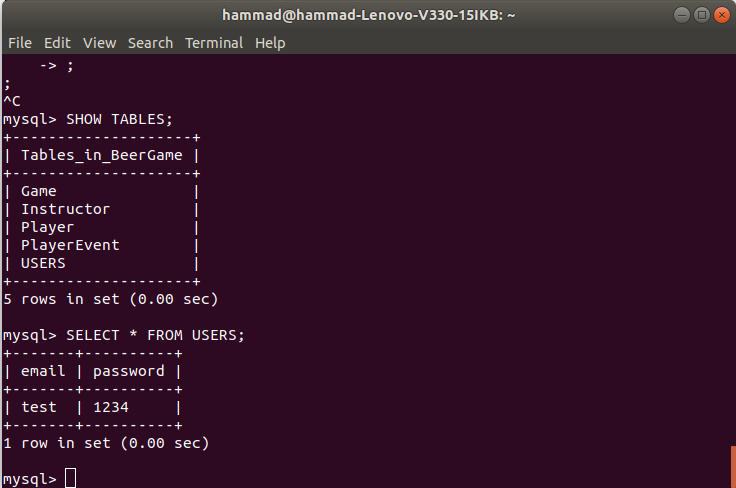 hammad@hammad-Lenovo-V330-15IKB: ~
File Edit View Search Terminal Help
    -> ;
;
^C
mysql> SHOW TABLES;
+--------------------+
| Tables_in_BeerGame |
+--------------------+
| Game               |
| Instructor         |
| Player             |
| PlayerEvent        |
| USERS              |
+--------------------+
5 rows in set (0.00 sec)

mysql> SELECT * FROM USERS;
+-------+----------+
| email | password |
+-------+----------+
| test  | 1234     |
+-------+----------+
1 row in set (0.00 sec)

mysql>